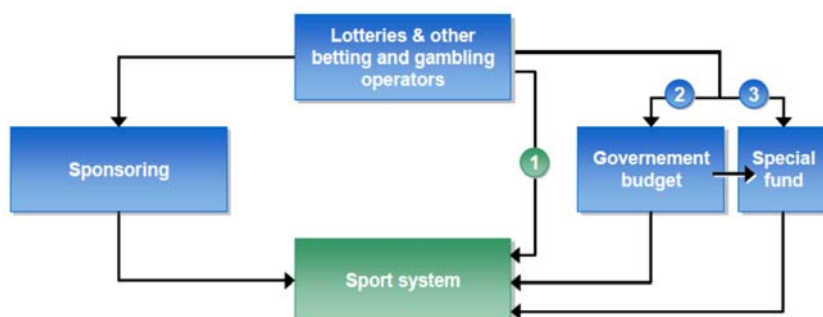 Lotteries & other
betting and gambling
operators
2
3
Sponsoring
1
Governement
budget
Special
fund
Sport system